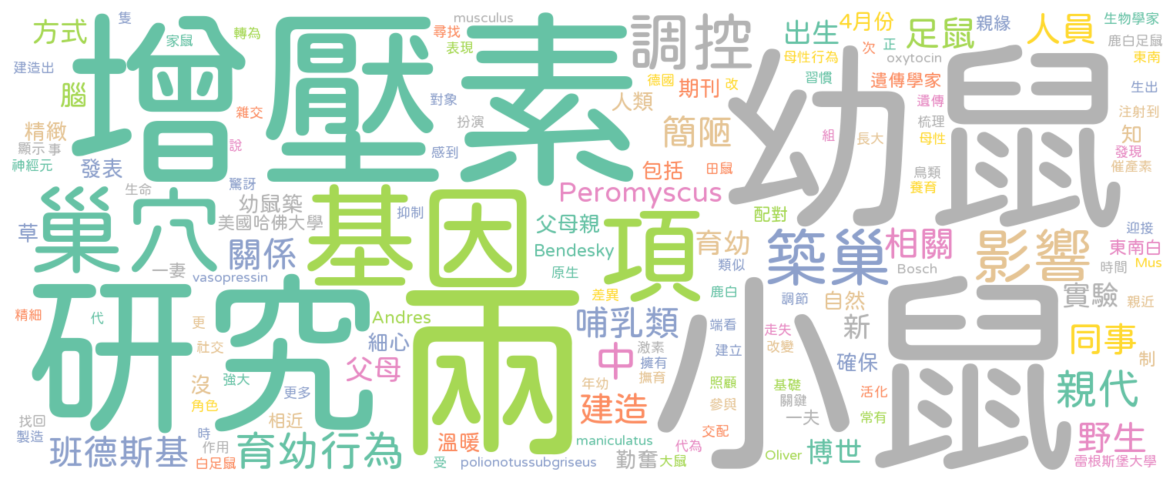 增壓素
幼鼠
兩
小鼠
研究
基因
巢穴
項
調控
影響
築巢
育幼行為
班德斯基
哺乳類
建造
中
相關
足鼠
人員
同事
親代
野生
博世
簡陋
Peromyscus
關係
父母
育幼
新
實驗
方式
腦
精緻
發表
幼鼠築
美國哈佛大學
草
一妻
vasopressin
生命
驚訝
神經元
顯示
事
說
雜交
轉為
家鼠
隻
建造出
musculus
尋找
表現
對象
扮演
感到
抑制
父母親
Bendesky
原生
包括
田鼠
人類
德國
期刊
改
母性行為
習慣
出生
4月份
次
正
oxytocin
親緣
生物學家
鹿白足鼠
東南
生出
遺傳學家
遺傳
梳理
母性
注射到
知
發現
催產素
組
長大
鳥類
養育
配對
類似
鹿白
差異
調節
Bosch
自然
時間
親近
東南白
迎接
Mus
確保
制
走失
改變
端看
建立
擁有
激素
撫育
年幼
照顧
參與
交配
代為
基礎
關鍵
一夫
活化
常有
Oliver
雷根斯堡大學
maniculatus
勤奮
大鼠
polionotussubgriseus
溫暖
受
細心
Andres
強大
更多
相近
時
作用
白足鼠
角色
沒
社交
更
代
精細
找回
製造